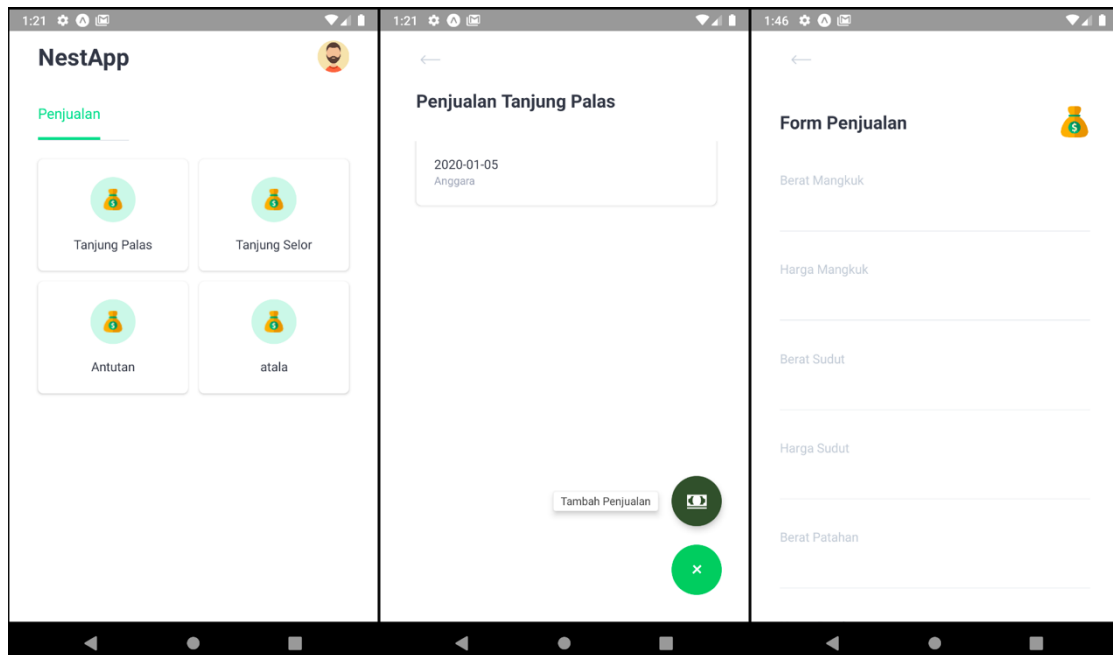 1:21
NestApp
Penjualan
Tanjung Palas
Tanjung Selor
Antutan
atala
1:21
Penjualan Tanjung Palas
2020-01-05
Anggara
Tambah Penjualan
1:46
Form Penjualan
Berat Mangkuk
Harga Mangkuk
Berat Sudut
Harga Sudut
Berat Patahan